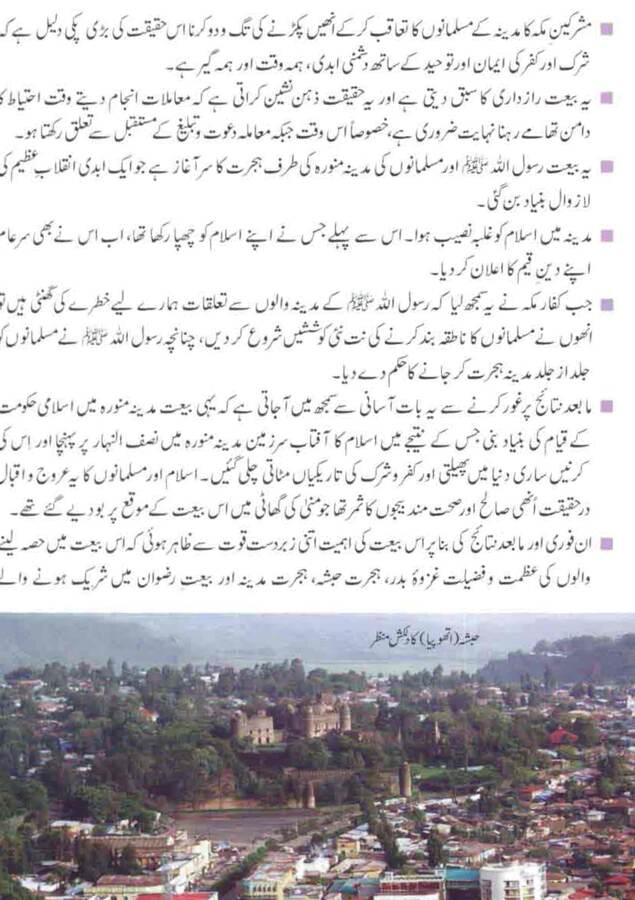 مشرکینِ مکہ کا مدینہ کے مسلمانوں کا تعاقب کر کے انھیں پکڑنے کی تگ و دو کرنا اس حقیقت کی بڑی پکی دلیل ہے کہ
شرک اور کفر کی ایمان اور توحید کے ساتھ دشمنی ابدی، ہمہ وقت اور ہمہ گیر ہے۔
یہ بیعت رازداری کا سبق دیتی ہے اور یہ حقیقت ذہن نشین کراتی ہے کہ معاملات انجام دیتے وقت احتیاط کا
دامن تھامے رہنا نہایت ضروری ہے، خصوصاً اس وقت جبکہ معاملہ دعوت و تبلیغ کے مستقبل سے تعلق رکھتا ہو۔
یہ بیعت رسول اللہ ﷺ اور مسلمانوں کی مدینہ منورہ کی طرف ہجرت کا سرآغاز ہے جو ایک ابدی انقلابِ عظیم کی
لازوال بنیاد بن گئی۔
مدینہ میں اسلام کو غلبہ نصیب ہوا۔ اس سے پہلے جس نے اپنے اسلام کو چھپا رکھا تھا، اب اس نے بھی سرعام
اپنے دینِ قیم کا اعلان کر دیا۔
جب کفار مکہ نے یہ سمجھ لیا کہ رسول اللہ ﷺ کے مدینہ والوں سے تعلقات ہمارے لیے خطرے کی گھنٹی ہیں تو
انھوں نے مسلمانوں کا ناطقہ بند کرنے کی نت نئی کوششیں شروع کر دیں، چنانچہ رسول اللہ ﷺ نے مسلمانوں کو
جلد از جلد مدینہ ہجرت کر جانے کا حکم دے دیا۔
مابعد نتائج پر غور کرنے سے یہ بات آسانی سے سمجھ میں آ جاتی ہے کہ یہی بیعت مدینہ منورہ میں اسلامی حکومت
کے قیام کی بنیاد بنی جس کے نتیجے میں اسلام کا آفتاب سرزمینِ مدینہ منورہ میں نصف النہار پر پہنچا اور اِس کی
کرنیں ساری دنیا میں پھیلتی اور کفر و شرک کی تاریکیاں مٹاتی چلی گئیں۔ اسلام اور مسلمانوں کا یہ عروج و اقبال
درحقیقت اُنھی صالح اور صحت مند بیجوں کا ثمر تھا جو منیٰ کی گھاٹی میں اس بیعت کے موقع پر بو دیے گئے تھے۔
ان فوری اور مابعد نتائج کی بنا پر اس بیعت کی اہمیت اتنی زبردست قوت سے ظاہر ہوئی کہ اس بیعت میں حصہ لینے
والوں کی عظمت و فضیلت غزوۂ بدر، ہجرت حبشہ، ہجرت مدینہ اور بیعتِ رضوان میں شریک ہونے والے
حبشہ (اتھوپیا) کا دلکش منظر